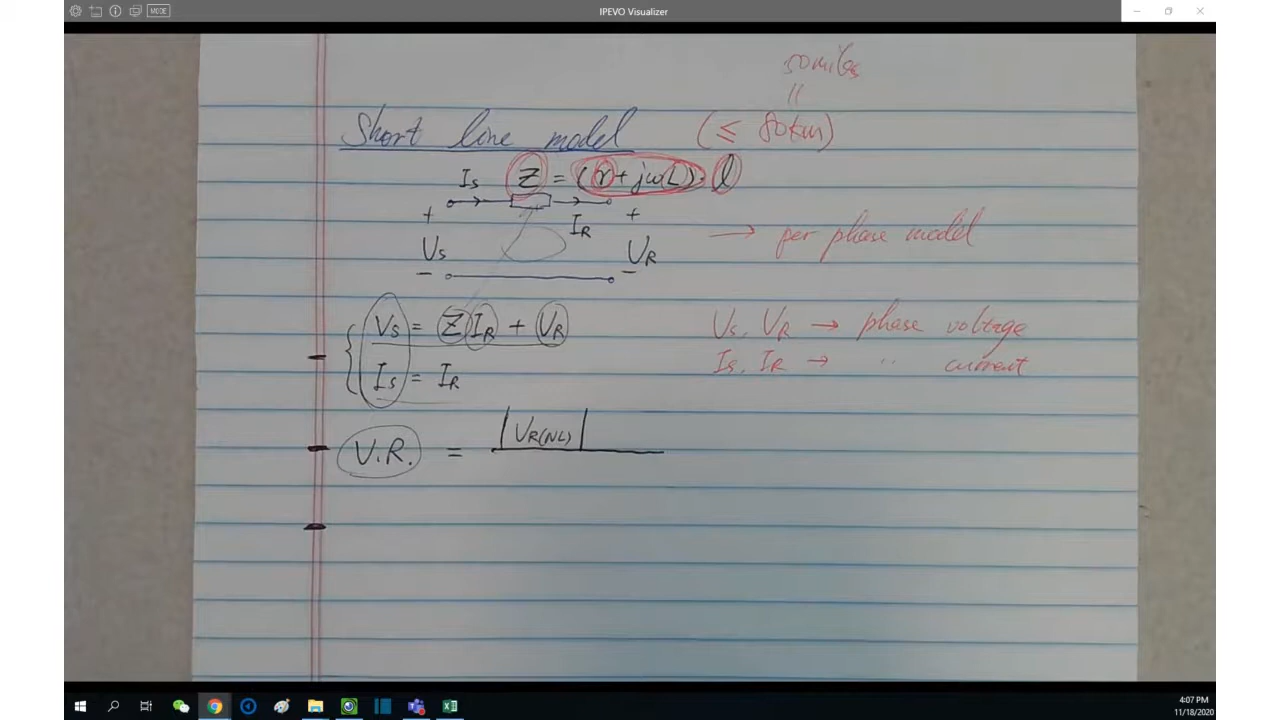 IPEVO Visualizer
MODE
50 miles
=
Short line model (≤ 80km)
Is Z = (r + jωL)·l
+ IR +
Vs VR → per phase model
− −
Vs = Z IR + VR Vs, VR → phase voltage
Is = IR Is, IR → ·· current
V.R. = |VR(NL)|
4:07 PM
11/18/2020